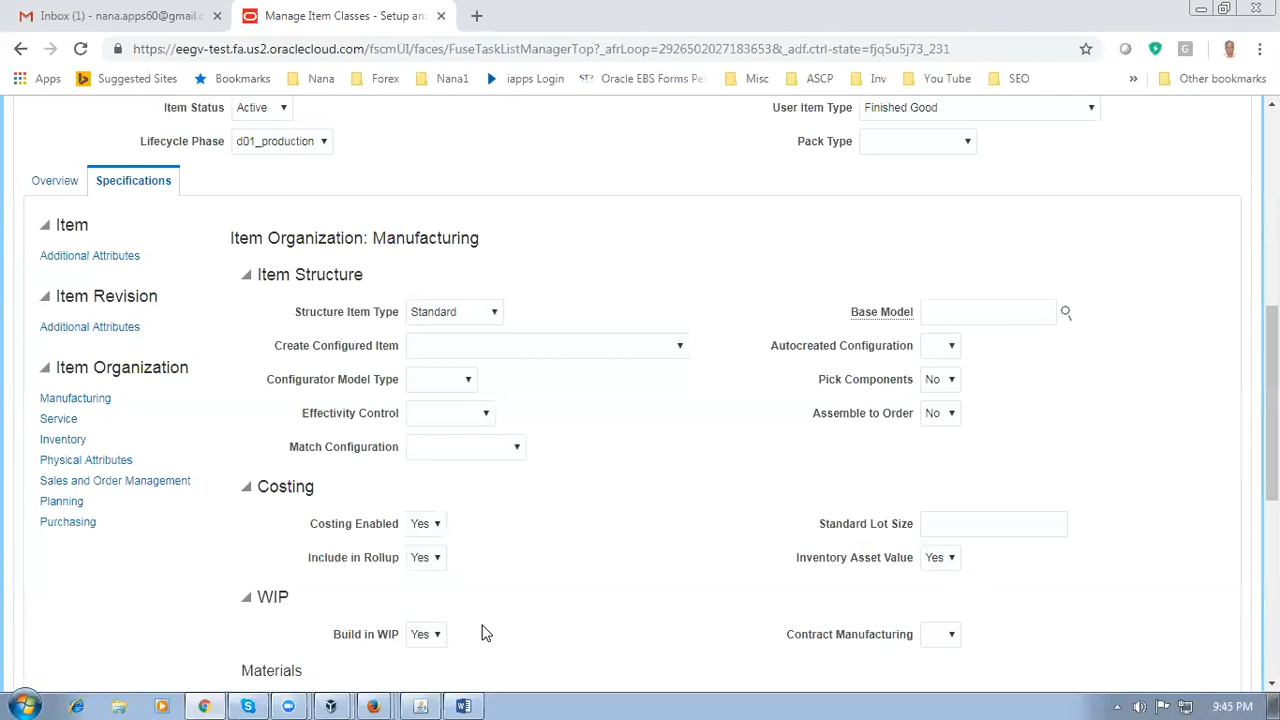 Inbox (1) - nana.apps60@gmail.c
Manage Item Classes - Setup an
https://eegv-test.fa.us2.oraclecloud.com/fscmUI/faces/FuseTaskListManagerTop?_afrLoop=2926502027183653&_adf.ctrl-state=fjq5u5j73_231
Apps Suggested Sites Bookmarks Nana Forex Nana1 iapps Login Oracle EBS Forms Pe Misc ASCP Inv You Tube SEO » Other bookmarks
Item Status Active User Item Type Finished Good
Lifecycle Phase d01_production Pack Type
Overview Specifications
Item
Additional Attributes
Item Revision
Additional Attributes
Item Organization
Manufacturing
Service
Inventory
Physical Attributes
Sales and Order Management
Planning
Purchasing
Item Organization: Manufacturing
Item Structure
Structure Item Type Standard Base Model
Create Configured Item Autocreated Configuration
Configurator Model Type Pick Components No
Effectivity Control Assemble to Order No
Match Configuration
Costing
Costing Enabled Yes Standard Lot Size
Include in Rollup Yes Inventory Asset Value Yes
WIP
Build in WIP Yes Contract Manufacturing
Materials
9:45 PM